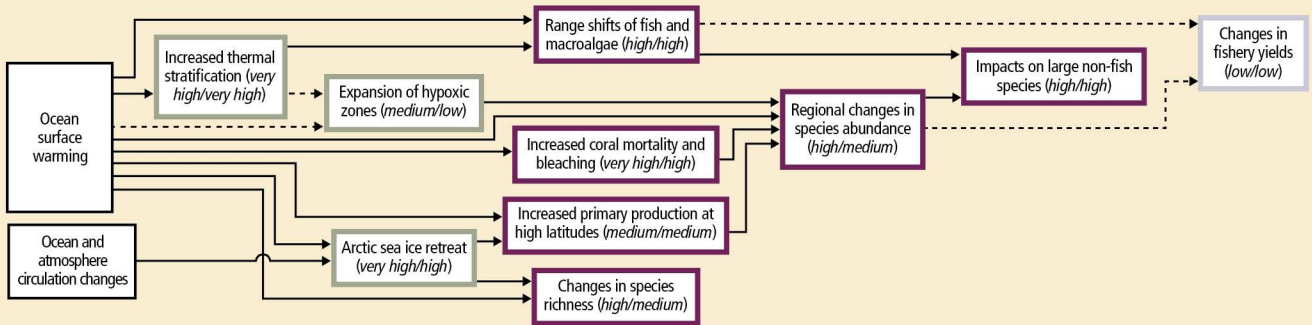 Ocean
surface
warming
Ocean and
atmosphere
circulation changes
Increased thermal
stratification (very
high/very high)
Expansion of hypoxic
zones (medium/low)
Arctic sea ice retreat
(very high/high)
Range shifts of fish and
macroalgae (high/high)
Increased coral mortality and
bleaching (very high/high)
Increased primary production at
high latitudes (medium/medium)
Changes in species
richness (high/medium)
Regional changes in
species abundance
(high/medium)
Impacts on large non-fish
species (high/high)
Changes in
fishery yields
(low/low)